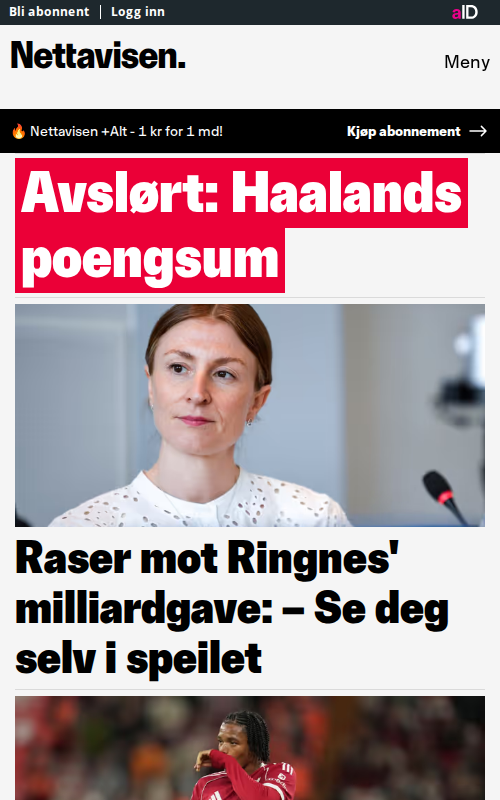 Bli abonnent | Logg inn
aID
Nettavisen.
Meny
🔥 Nettavisen +Alt - 1 kr for 1 md!
Kjøp abonnement →
Avslørt: Haalands
poengsum
Raser mot Ringnes'
milliardgave: – Se deg
selv i speilet